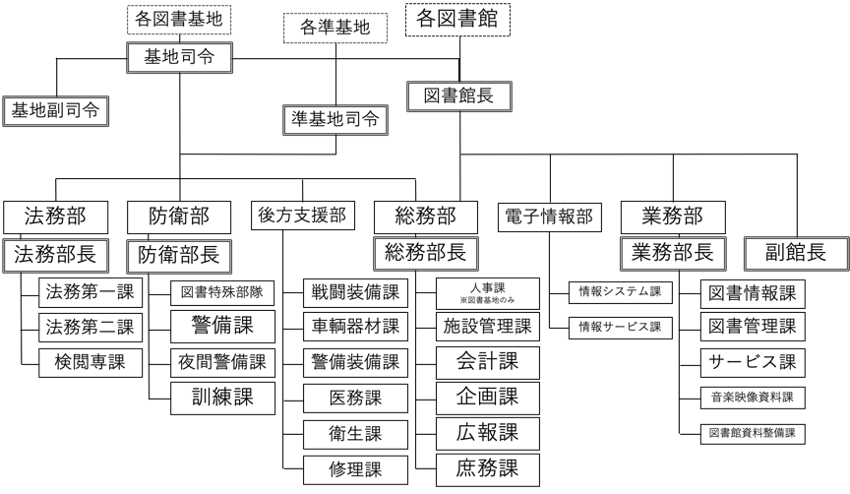 各図書基地
各準基地
各図書館
基地司令
基地副司令
準基地司令
図書館長
法務部
防衛部
後方支援部
総務部
電子情報部
業務部
法務部長
防衛部長
総務部長
業務部長
副館長
法務第一課
法務第二課
検閲専課
図書特殊部隊
警備課
夜間警備課
訓練課
戦闘装備課
車輌器材課
警備装備課
医務課
衛生課
修理課
人事課
※図書基地のみ
施設管理課
会計課
企画課
広報課
庶務課
情報システム課
情報サービス課
図書情報課
図書管理課
サービス課
音楽映像資料課
図書館資料整備課